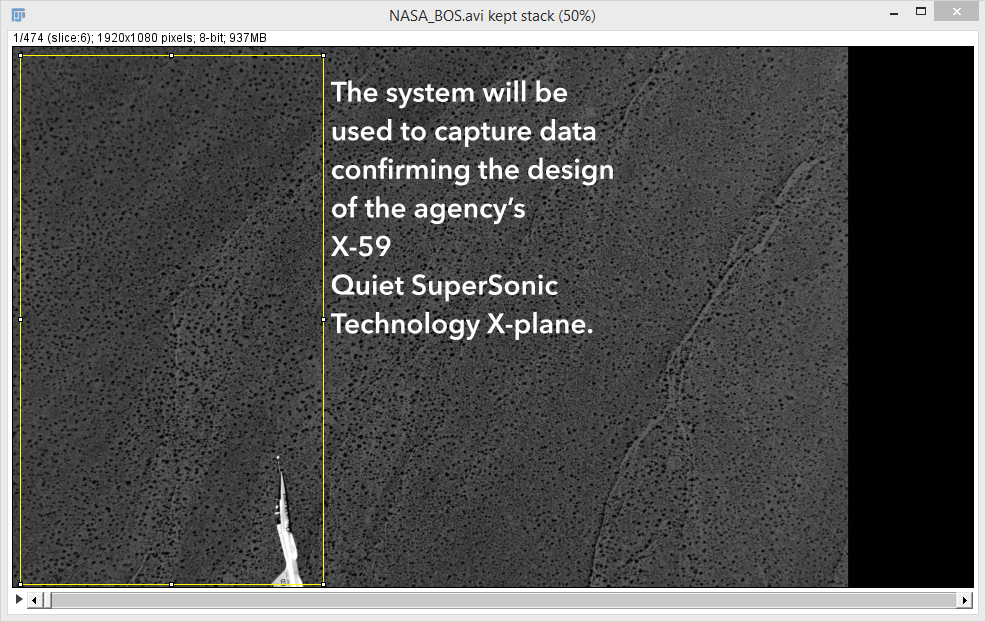 NASA_BOS.avi kept stack (50%)
1/474 (slice:6); 1920x1080 pixels; 8-bit; 937MB
The system will be
used to capture data
confirming the design
of the agency's
X-59
Quiet SuperSonic
Technology X-plane.